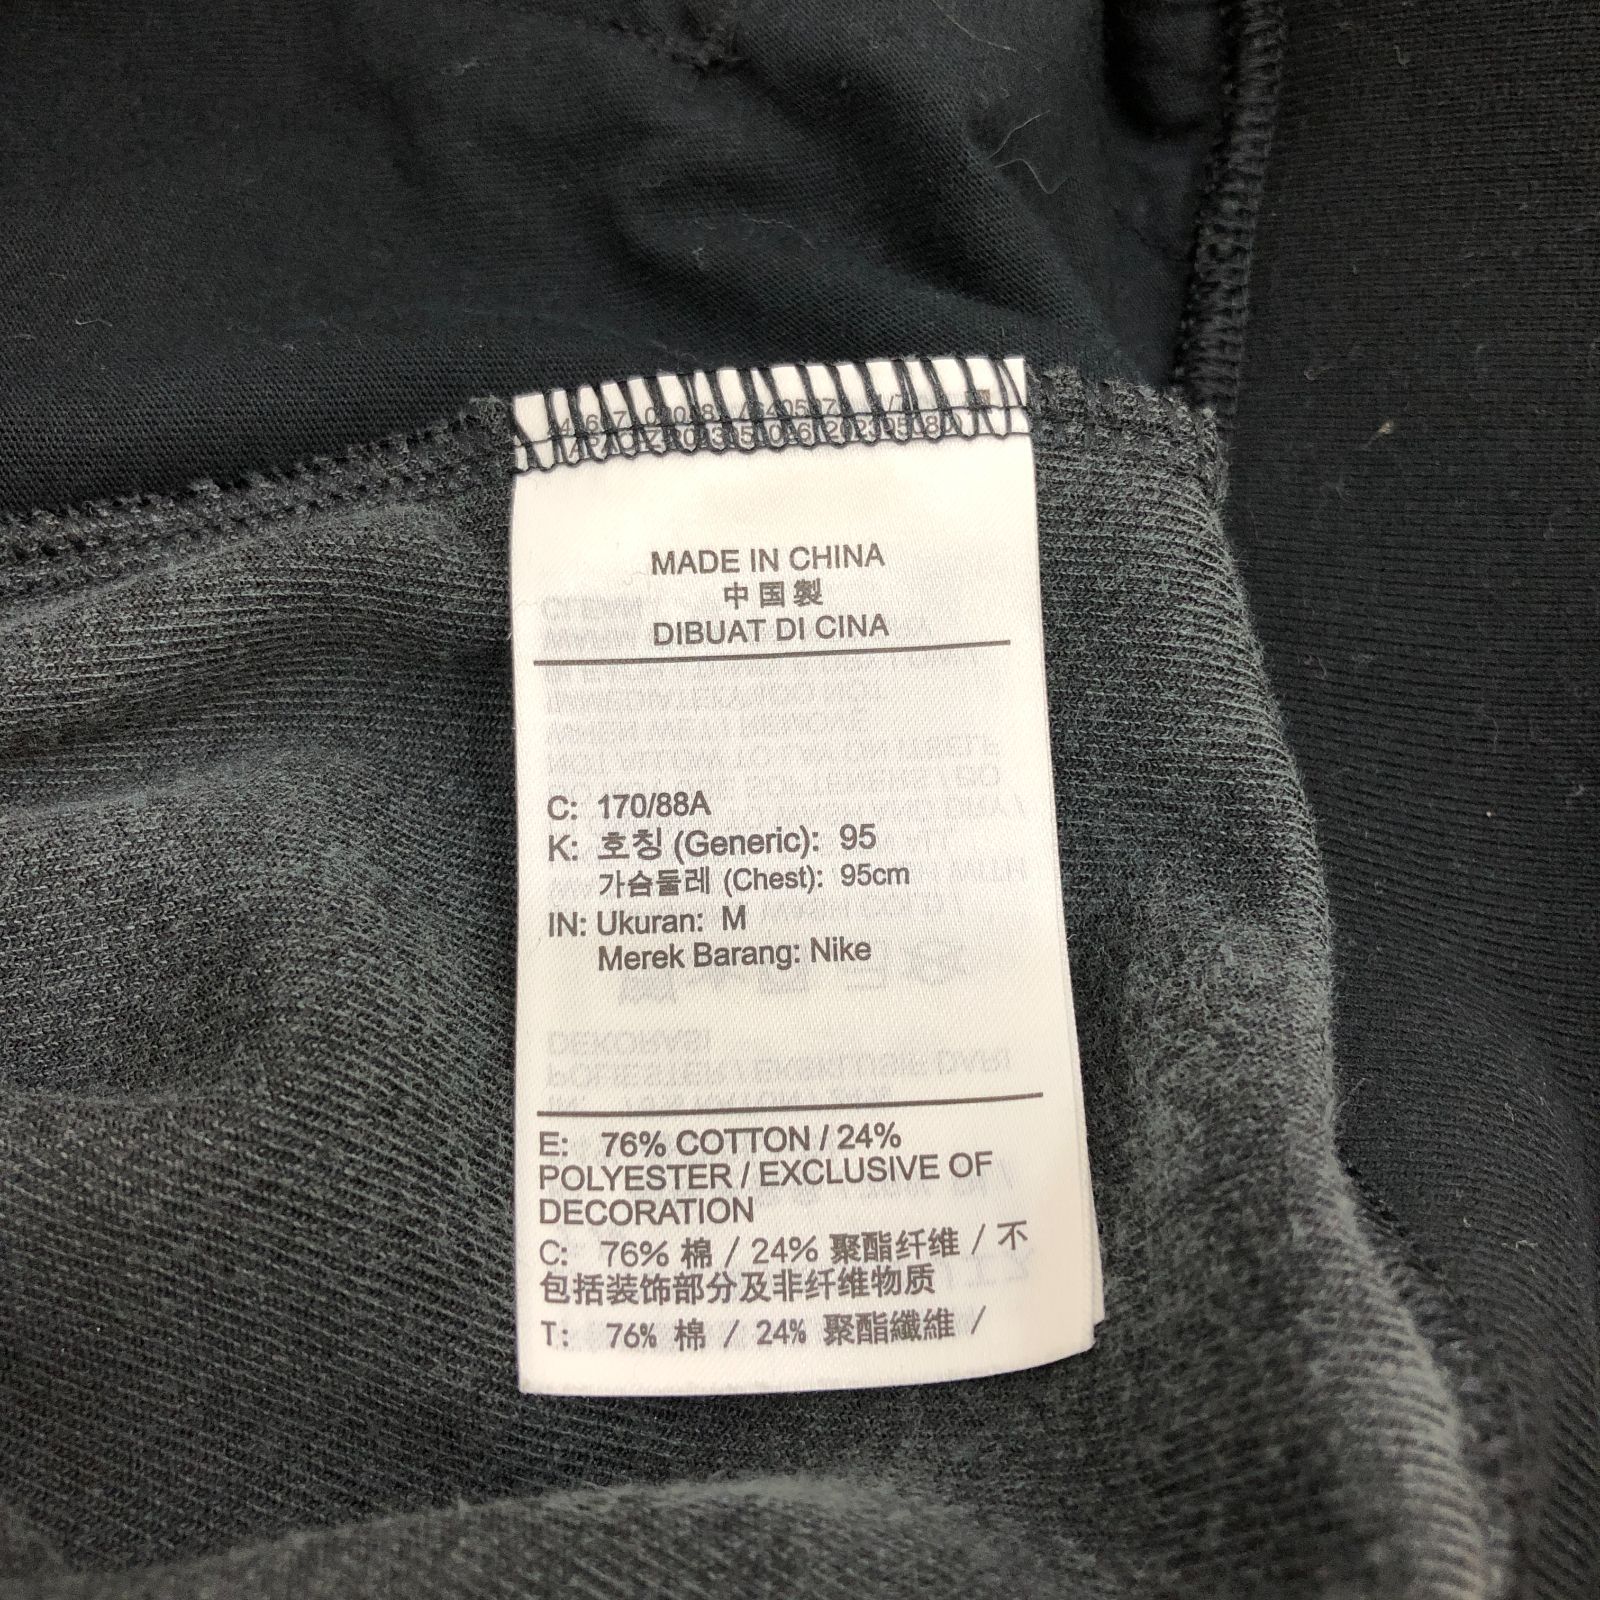 MADE IN CHINA
中国製
DIBUAT DI CINA
C: 170/88A
K: 호칭 (Generic): 95
가슴둘레 (Chest): 95cm
IN: Ukuran: M
Merek Barang: Nike
E: 76% COTTON / 24%
POLYESTER / EXCLUSIVE OF
DECORATION
C: 76% 棉 / 24% 聚酯纤维 / 不
包括装饰部分及非纤维物质
T: 76% 棉 / 24% 聚酯纖維 /